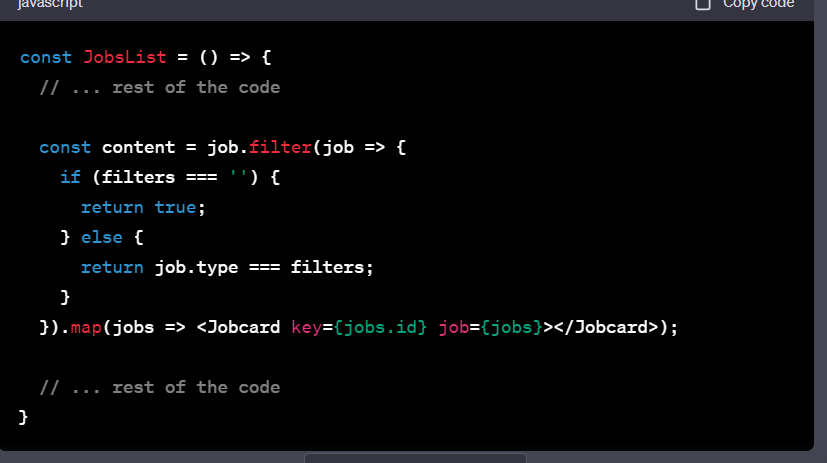 javascript Copy code
const JobsList = () => {
// ... rest of the code
const content = job.filter(job => {
if (filters === '') {
return true;
} else {
return job.type === filters;
}
}).map(jobs => <Jobcard key={jobs.id} job={jobs}></Jobcard>);
// ... rest of the code
}